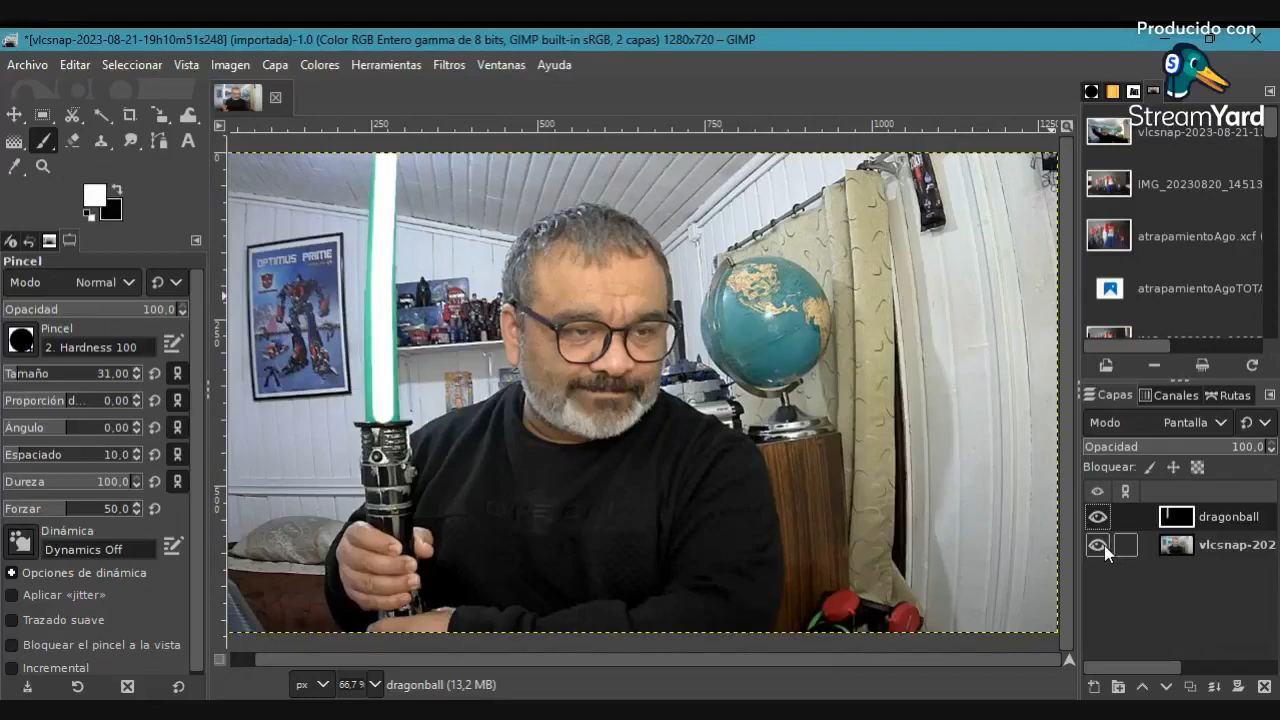 Producido con
StreamYard
*[vlcsnap-2023-08-21-19h10m51s248] (importada)-1.0 (Color RGB Entero gamma de 8 bits, GIMP built-in sRGB, 2 capas) 1280x720 – GIMP
Archivo Editar Seleccionar Vista Imagen Capa Colores Herramientas Filtros Ventanas Ayuda
250 500 750 1000 1250
0
250
500
OPTIMUS PRIME
Pincel
Modo Normal
Opacidad 100,0
Pincel
2. Hardness 100
Tamaño 31,00
Proporción d... 0,00
Ángulo 0,00
Espaciado 10,0
Dureza 100,0
Forzar 50,0
Dinámica
Dynamics Off
Opciones de dinámica
Aplicar «jitter»
Trazado suave
Bloquear el pincel a la vista
Incremental
px 66,7 dragonball (13,2 MB)
vlcsnap-2023-08-21-1
IMG_20230820_14513
atrapamientoAgo.xcf (
atrapamientoAgoTOTA
Capas Canales Rutas
Modo Pantalla
Opacidad 100,0
Bloquear:
dragonball
vlcsnap-202